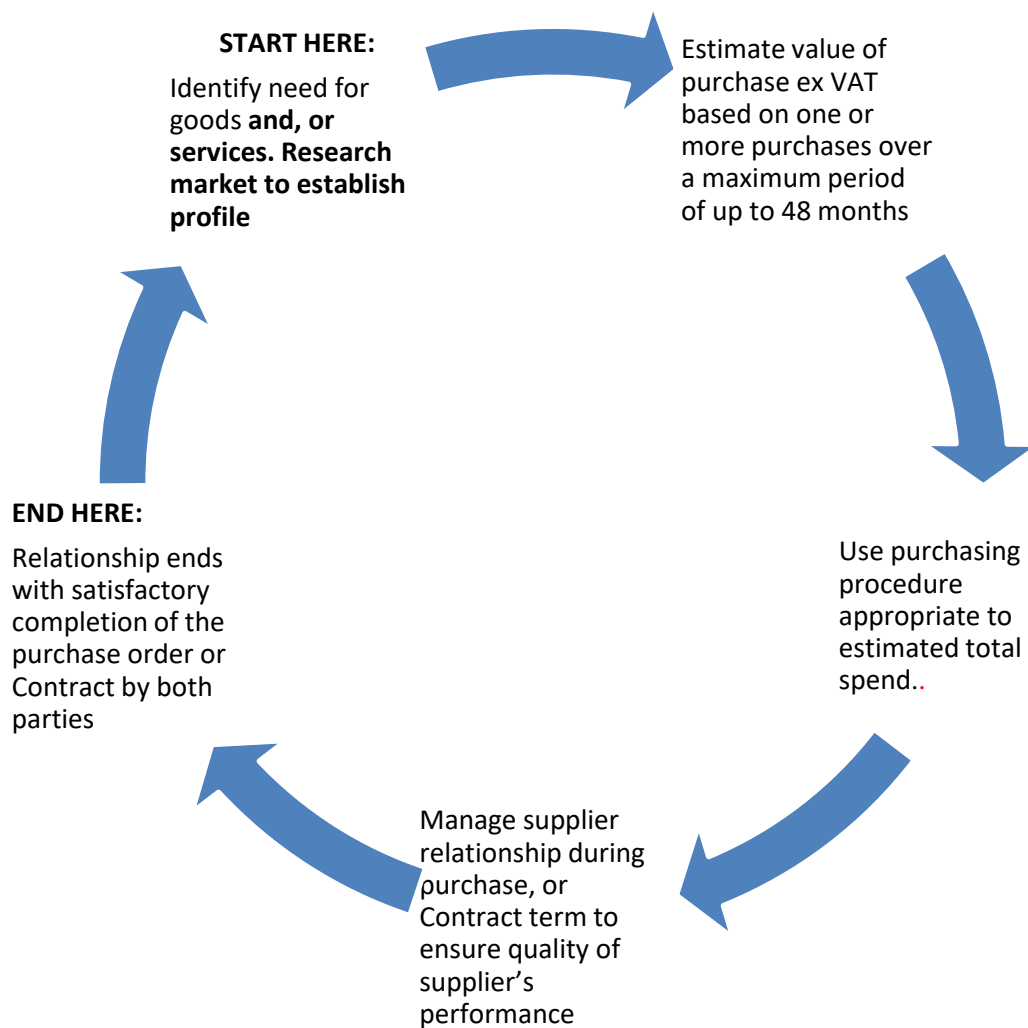 START HERE:
Identify need for
goods and, or
services. Research
market to establish
profile
Estimate value of
purchase ex VAT
based on one or
more purchases over
a maximum period
of up to 48 months
Use purchasing
procedure
appropriate to
estimated total
spend..
Manage supplier
relationship during
purchase, or
Contract term to
ensure quality of
supplier’s
performance
END HERE:
Relationship ends
with satisfactory
completion of the
purchase order or
Contract by both
parties